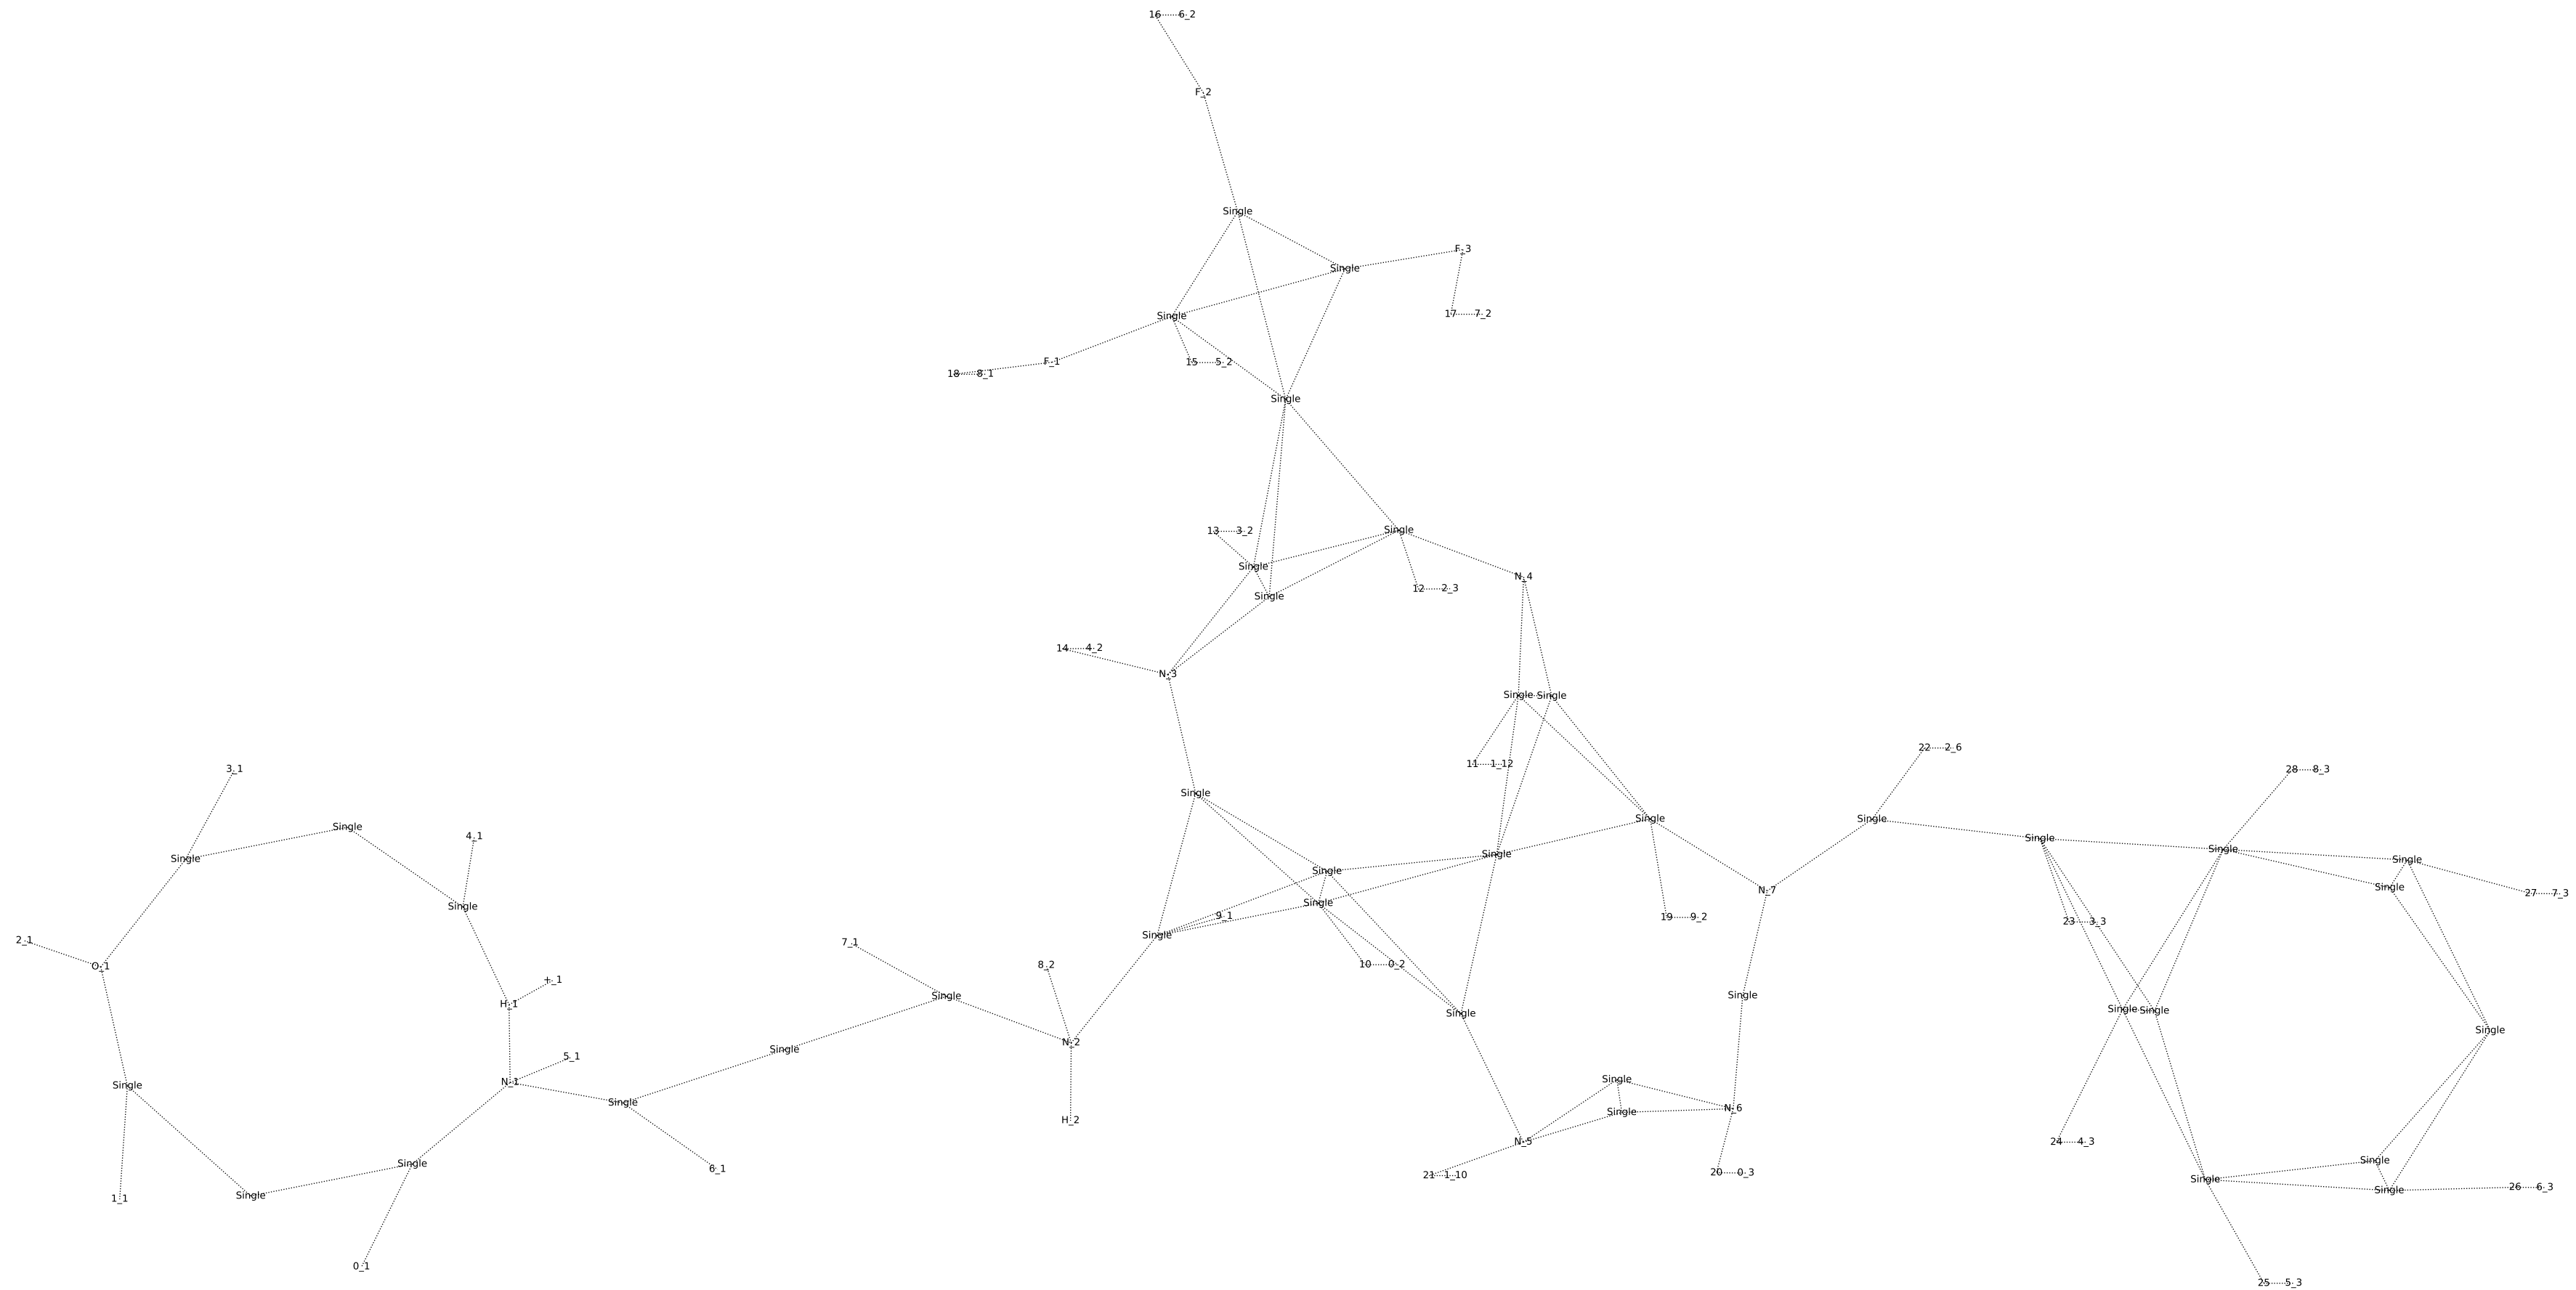 16 6_2
F_2
Single
F_3
Single
Single
17 7_2
F_1
15 5_2
18 8_1
Single
13 3_2
Single
Single
N_4
12 2_3
Single
14 4_2
N_3
Single Single
22 2_6
11 1_12
3_1
28 8_3
Single
Single
Single
Single
Single
4_1
Single
Single
Single
Single
Single
Single
Single
N_7
27 7_3
Single
Single
9_1
19 9_2
23 3_3
Single
2_1
7_1
8_2
10 0_2
O_1
+_1
Single
Single
H_1
Single Single
Single
Single
N_2
Single
5_1
Single
N_1
Single
Single
N_6
Single
Single
H_2
N_5
24 4_3
Single
Single
6_1
20 0_3
21 1_10
Single
26 6_3
Single
Single
1_1
0_1
25 5_3